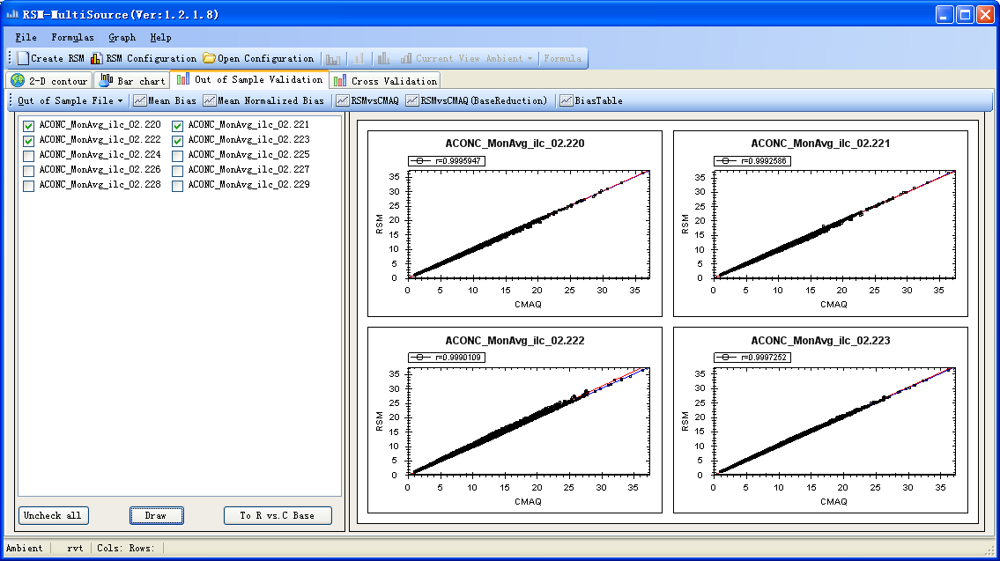 RSM-MultiSource(Ver:1.2.1.8)
File Formulas Graph Help
Create RSM RSM Configuration Open Configuration Current View Ambient Formula
2-D contour Bar chart Out of Sample Validation Cross Validation
Out of Sample File Mean Bias Mean Normalized Bias RSMvsCMAQ RSMvsCMAQ(BaseReduction) BiasTable
ACONC_MonAvg_ilc_02.220 ACONC_MonAvg_ilc_02.221
ACONC_MonAvg_ilc_02.222 ACONC_MonAvg_ilc_02.223
ACONC_MonAvg_ilc_02.224 ACONC_MonAvg_ilc_02.225
ACONC_MonAvg_ilc_02.226 ACONC_MonAvg_ilc_02.227
ACONC_MonAvg_ilc_02.228 ACONC_MonAvg_ilc_02.229
Uncheck all Draw To R vs.C Base
ACONC_MonAvg_ilc_02.220
r=0.9995947
35
30
25
20
15
10
5
0
RSM
0 5 10 15 20 25 30 35
CMAQ
ACONC_MonAvg_ilc_02.221
r=0.9992586
35
30
25
20
15
10
5
0
RSM
0 5 10 15 20 25 30 35
CMAQ
ACONC_MonAvg_ilc_02.222
r=0.9990109
35
30
25
20
15
10
5
0
RSM
0 5 10 15 20 25 30 35
CMAQ
ACONC_MonAvg_ilc_02.223
r=0.9997252
35
30
25
20
15
10
5
0
RSM
0 5 10 15 20 25 30 35
CMAQ
Ambient rvt Cols: Rows: